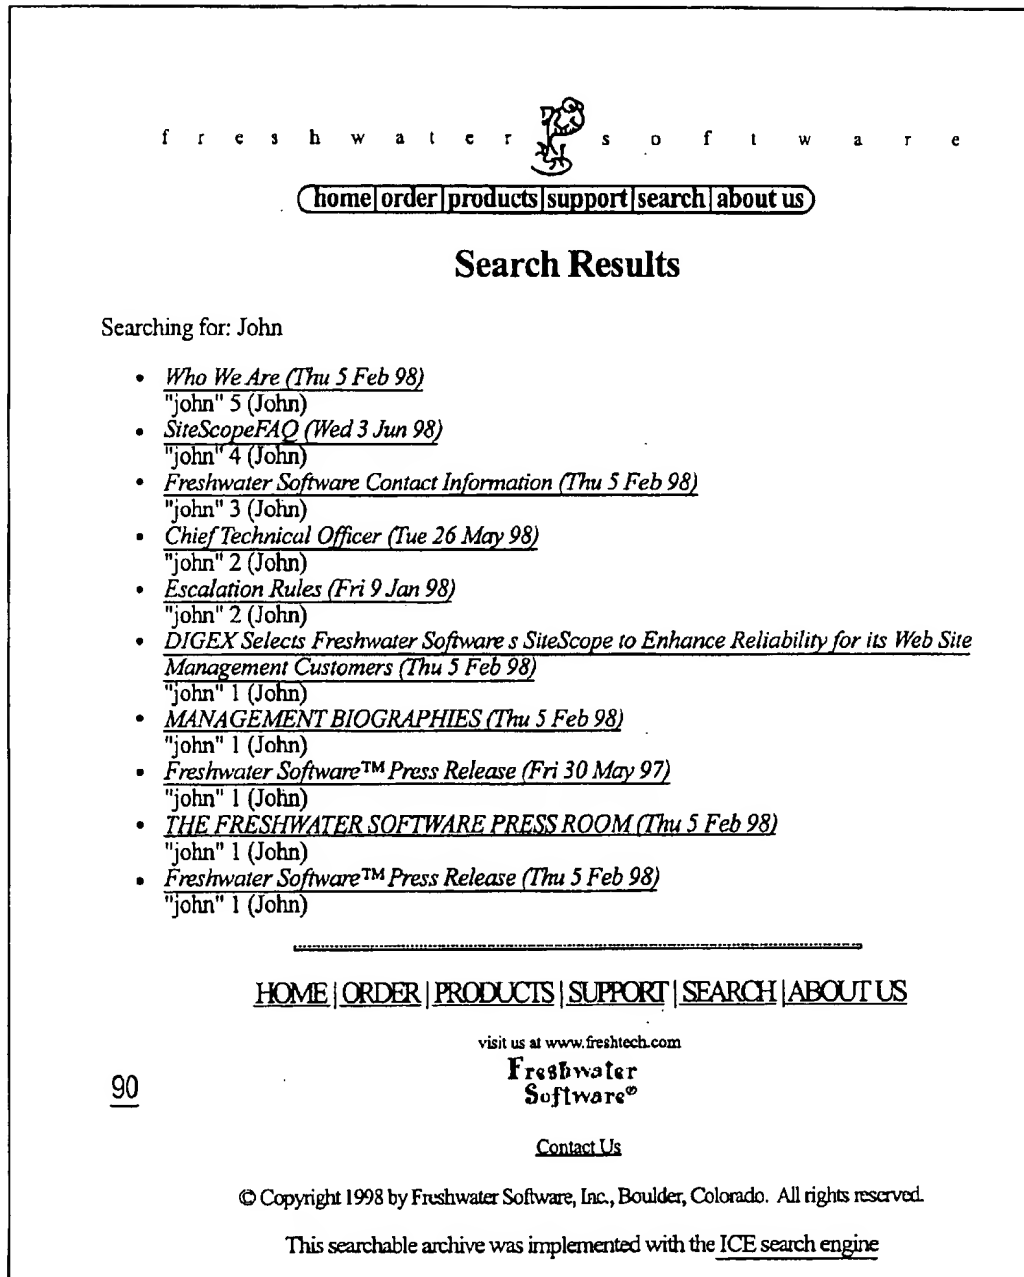 freshwater software
home|order|products|support|search|about us
Search Results
Searching for: John
• Who We Are (Thu 5 Feb 98)
"john" 5 (John)
• SiteScopeFAQ (Wed 3 Jun 98)
"john" 4 (John)
• Freshwater Software Contact Information (Thu 5 Feb 98)
"john" 3 (John)
• Chief Technical Officer (Tue 26 May 98)
"john" 2 (John)
• Escalation Rules (Fri 9 Jan 98)
"john" 2 (John)
• DIGEX Selects Freshwater Software s SiteScope to Enhance Reliability for its Web Site
Management Customers (Thu 5 Feb 98)
"john" 1 (John)
• MANAGEMENT BIOGRAPHIES (Thu 5 Feb 98)
"john" 1 (John)
• Freshwater Software™ Press Release (Fri 30 May 97)
"john" 1 (John)
• THE FRESHWATER SOFTWARE PRESS ROOM (Thu 5 Feb 98)
"john" 1 (John)
• Freshwater Software™ Press Release (Thu 5 Feb 98)
"john" 1 (John)
HOME | ORDER | PRODUCTS | SUPPORT | SEARCH | ABOUT US
visit us at www.freshtech.com
Freshwater
Software®
90
Contact Us
© Copyright 1998 by Freshwater Software, Inc., Boulder, Colorado. All rights reserved.
This searchable archive was implemented with the ICE search engine